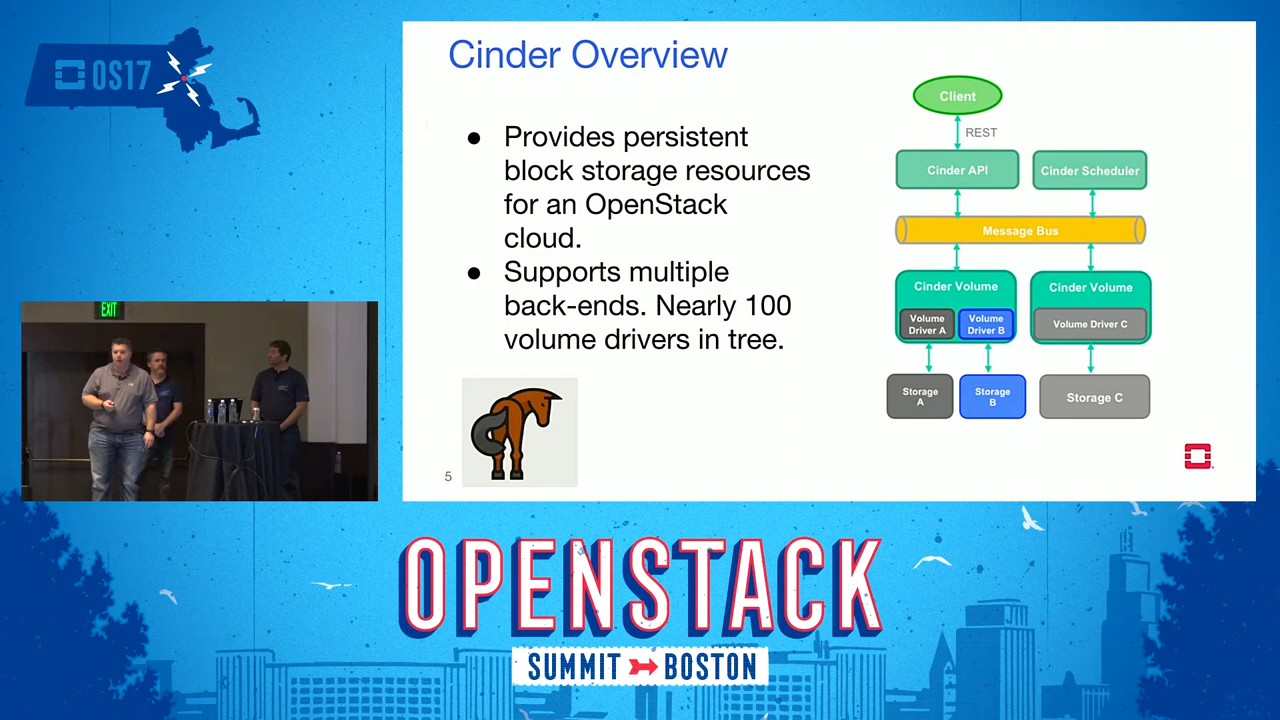 OS17
EXIT
Cinder Overview
● Provides persistent
block storage resources
for an OpenStack
cloud.
● Supports multiple
back-ends. Nearly 100
volume drivers in tree.
5
Client
REST
Cinder API
Cinder Scheduler
Message Bus
Cinder Volume
Cinder Volume
Volume
Driver A
Volume
Driver B
Volume Driver C
Storage
A
Storage
B
Storage C
OPENSTACK
SUMMIT BOSTON